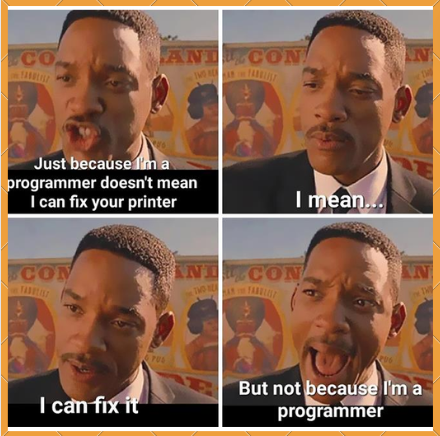 Just because I'm a
programmer doesn't mean
I can fix your printer
I mean...
I can fix it
But not because I'm a
programmer